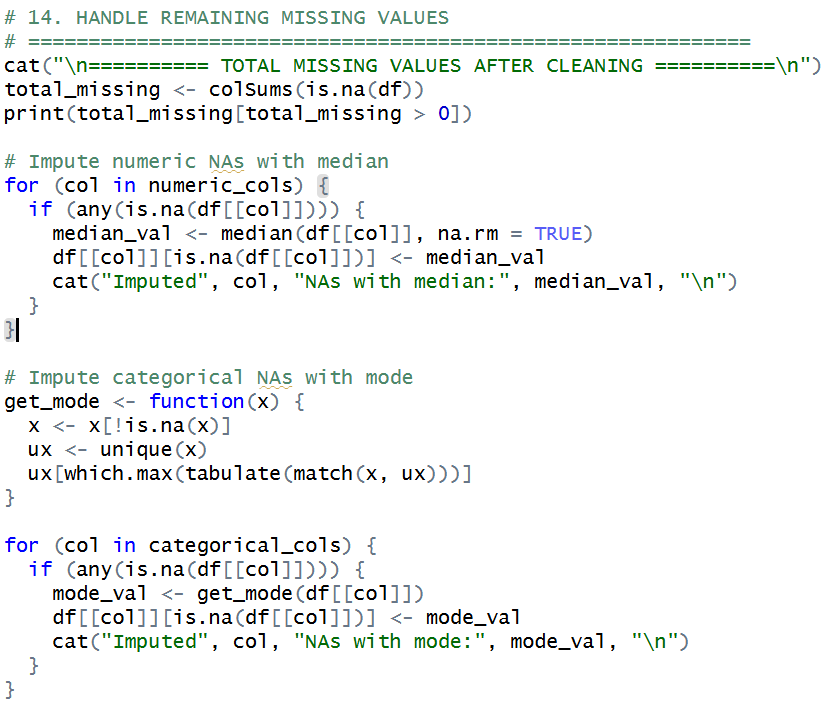 # 14. HANDLE REMAINING MISSING VALUES
# ============================================================
cat("\n========== TOTAL MISSING VALUES AFTER CLEANING ==========\n")
total_missing <- colSums(is.na(df))
print(total_missing[total_missing > 0])

# Impute numeric NAs with median
for (col in numeric_cols) {
  if (any(is.na(df[[col]]))) {
    median_val <- median(df[[col]], na.rm = TRUE)
    df[[col]][is.na(df[[col]])] <- median_val
    cat("Imputed", col, "NAs with median:", median_val, "\n")
  }
}

# Impute categorical NAs with mode
get_mode <- function(x) {
  x <- x[!is.na(x)]
  ux <- unique(x)
  ux[which.max(tabulate(match(x, ux)))]
}

for (col in categorical_cols) {
  if (any(is.na(df[[col]]))) {
    mode_val <- get_mode(df[[col]])
    df[[col]][is.na(df[[col]])] <- mode_val
    cat("Imputed", col, "NAs with mode:", mode_val, "\n")
  }
}